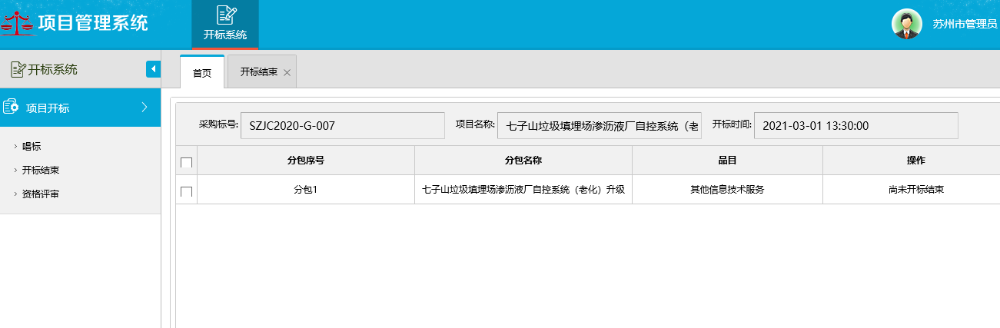 项目管理系统
开标系统
苏州市管理员
开标系统
首页
开标结束
项目开标
唱标
开标结束
资格评审
采购标号: SZJC2020-G-007 项目名称: 七子山垃圾填埋场渗沥液厂自控系统（老 开标时间: 2021-03-01 13:30:00
分包序号 分包名称 品目 操作
分包1 七子山垃圾填埋场渗沥液厂自控系统（老化）升级 其他信息技术服务 尚未开标结束